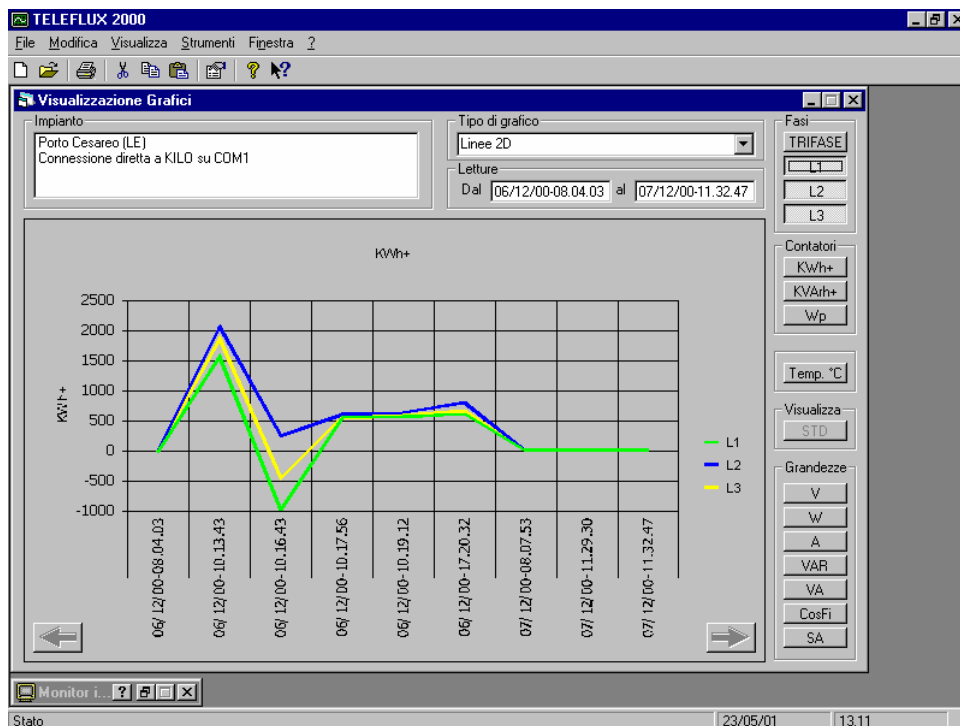 TELEFLUX 2000
File Modifica Visualizza Strumenti Finestra ?
Visualizzazione Grafici
Impianto
Porto Cesareo (LE)
Connessione diretta a KILO su COM1
Tipo di grafico
Linee 2D
Letture
Dal 06/12/00-08.04.03 al 07/12/00-11.32.47
Fasi
TRIFASE
L1
L2
L3
Contatori
KWh+
KVArh+
Wp
Temp. °C
Visualizza
STD
Grandezze
V
W
A
VAR
VA
CosFi
SA
KWh+
KWh+
2500
2000
1500
1000
500
0
-500
-1000
06/12/00-08.04.03
06/12/00-10.13.43
06/12/00-10.16.43
06/12/00-10.17.56
06/12/00-10.19.12
06/12/00-17.20.32
07/12/00-08.07.53
07/12/00-11.29.30
07/12/00-11.32.47
L1
L2
L3
Monitor i...
Stato
23/05/01
13.11